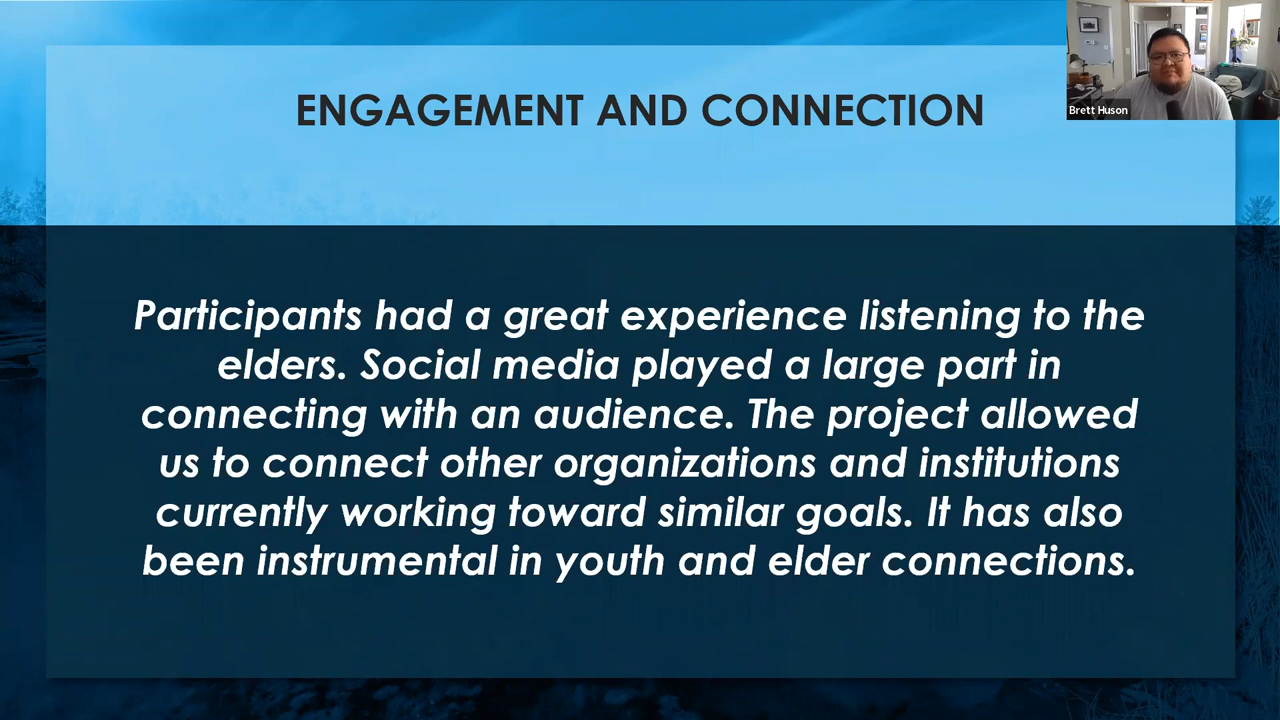 ENGAGEMENT AND CONNECTION
Brett Huson
Participants had a great experience listening to the
elders. Social media played a large part in
connecting with an audience. The project allowed
us to connect other organizations and institutions
currently working toward similar goals. It has also
been instrumental in youth and elder connections.